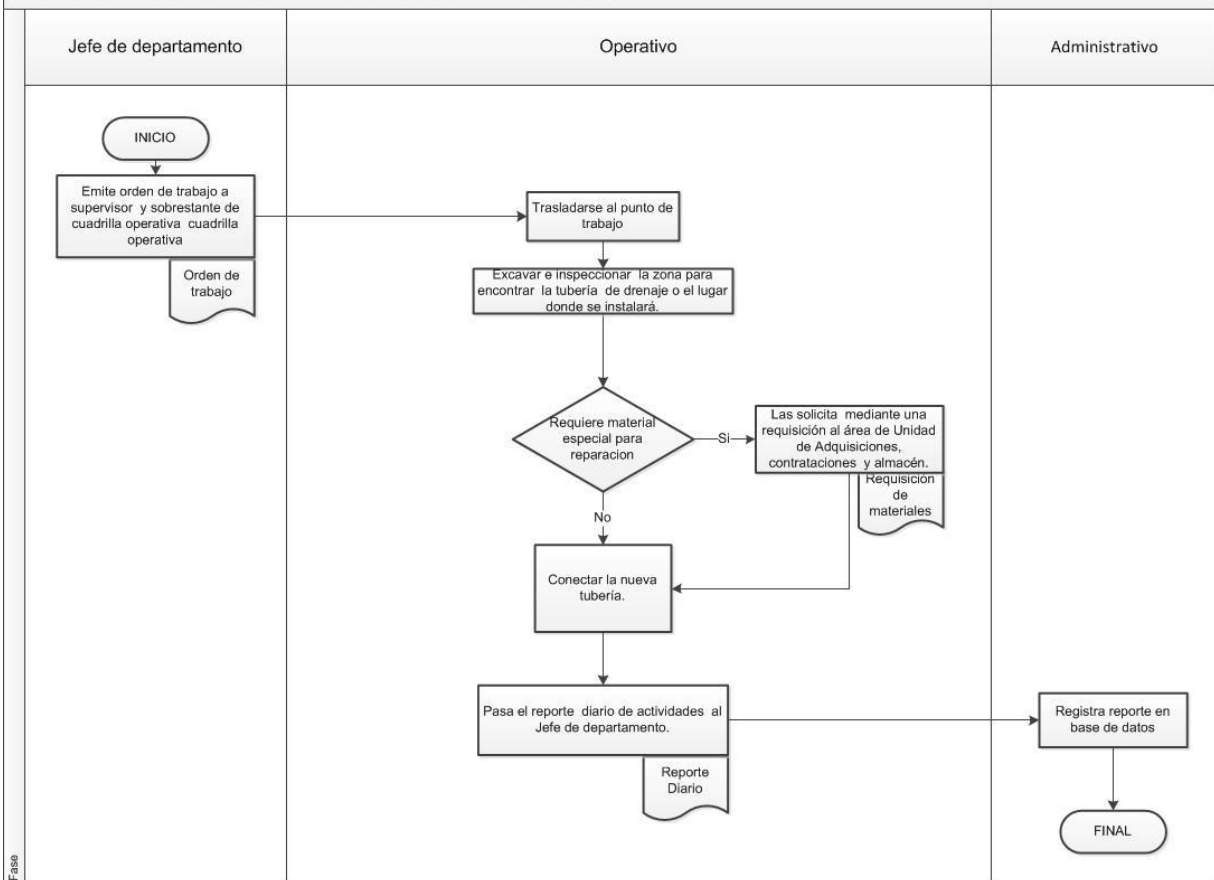 Jefe de departamento
Operativo
Administrativo
INICIO
Emite orden de trabajo a
supervisor y sobrestante de
cuadrilla operativa cuadrilla
operativa
Orden de
trabajo
Trasladarse al punto de
trabajo
Excavar e inspeccionar la zona para
encontrar la tubería de drenaje o el lugar
donde se instalará.
Requiere material
especial para
reparacion
Si
Las solicita mediante una
requisición al área de Unidad
de Adquisiciones,
contrataciones y almacén.
Requisición
de
materiales
No
Conectar la nueva
tubería.
Pasa el reporte diario de actividades al
Jefe de departamento.
Reporte
Diario
Registra reporte en
base de datos
FINAL
Fase